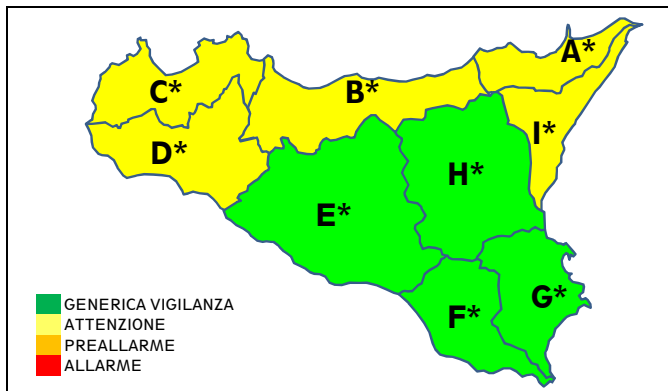 A*
C*
B*
I*
D*
H*
E*
G*
F*
GENERICA VIGILANZA
ATTENZIONE
PREALLARME
ALLARME